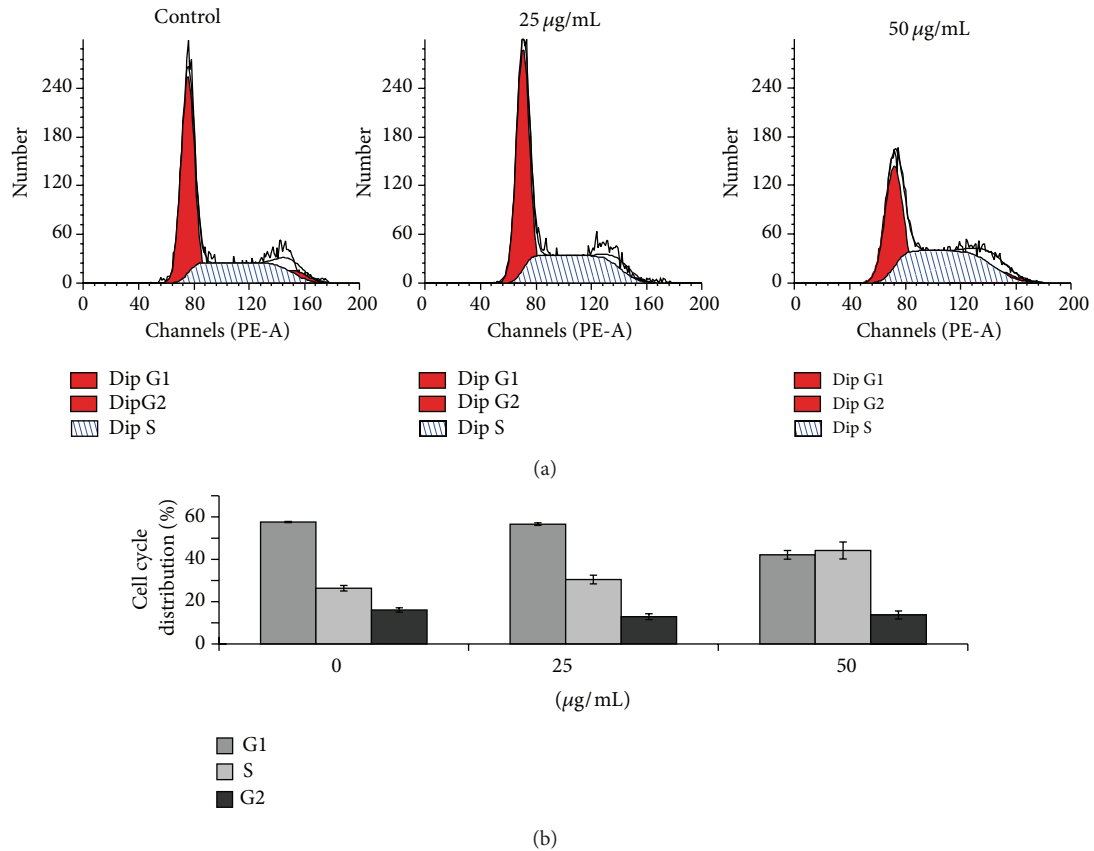 (a)
Control
Number
240
180
120
60
0
0 40 80 120 160 200
Channels (PE-A)
Dip G1
DipG2
Dip S
25 μg/mL
Number
240
180
120
60
0
0 40 80 120 160 200
Channels (PE-A)
Dip G1
Dip G2
Dip S
50 μg/mL
Number
240
180
120
60
0
0 40 80 120 160 200
Channels (PE-A)
Dip G1
Dip G2
Dip S
(a)
Cell cycle
distribution (%)
60
40
20
0
0 25 50
(μg/mL)
G1
S
G2
(b)